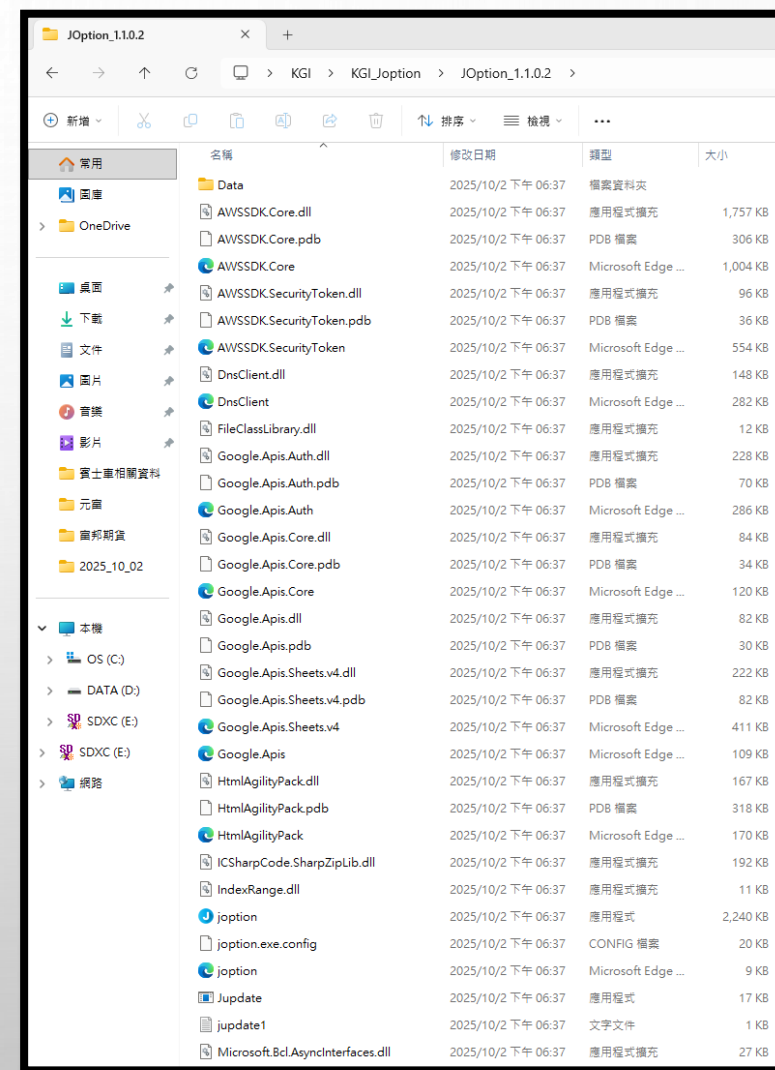 JOption_1.1.0.2
KGI > KGI_Joption > JOption_1.1.0.2 >
新增 排序 檢視 ...
常用
圖庫
OneDrive
桌面
下載
文件
圖片
音樂
影片
賓士車相關資料
元富
富邦期貨
2025_10_02
本機
OS (C:)
DATA (D:)
SDXC (E:)
SDXC (E:)
網路
名稱 修改日期 類型 大小
Data 2025/10/2 下午 06:37 檔案資料夾
AWSSDK.Core.dll 2025/10/2 下午 06:37 應用程式擴充 1,757 KB
AWSSDK.Core.pdb 2025/10/2 下午 06:37 PDB 檔案 306 KB
AWSSDK.Core 2025/10/2 下午 06:37 Microsoft Edge ... 1,004 KB
AWSSDK.SecurityToken.dll 2025/10/2 下午 06:37 應用程式擴充 96 KB
AWSSDK.SecurityToken.pdb 2025/10/2 下午 06:37 PDB 檔案 36 KB
AWSSDK.SecurityToken 2025/10/2 下午 06:37 Microsoft Edge ... 554 KB
DnsClient.dll 2025/10/2 下午 06:37 應用程式擴充 148 KB
DnsClient 2025/10/2 下午 06:37 Microsoft Edge ... 282 KB
FileClassLibrary.dll 2025/10/2 下午 06:37 應用程式擴充 12 KB
Google.Apis.Auth.dll 2025/10/2 下午 06:37 應用程式擴充 228 KB
Google.Apis.Auth.pdb 2025/10/2 下午 06:37 PDB 檔案 70 KB
Google.Apis.Auth 2025/10/2 下午 06:37 Microsoft Edge ... 286 KB
Google.Apis.Core.dll 2025/10/2 下午 06:37 應用程式擴充 84 KB
Google.Apis.Core.pdb 2025/10/2 下午 06:37 PDB 檔案 34 KB
Google.Apis.Core 2025/10/2 下午 06:37 Microsoft Edge ... 120 KB
Google.Apis.dll 2025/10/2 下午 06:37 應用程式擴充 82 KB
Google.Apis.pdb 2025/10/2 下午 06:37 PDB 檔案 30 KB
Google.Apis.Sheets.v4.dll 2025/10/2 下午 06:37 應用程式擴充 222 KB
Google.Apis.Sheets.v4.pdb 2025/10/2 下午 06:37 PDB 檔案 82 KB
Google.Apis.Sheets.v4 2025/10/2 下午 06:37 Microsoft Edge ... 411 KB
Google.Apis 2025/10/2 下午 06:37 Microsoft Edge ... 109 KB
HtmlAgilityPack.dll 2025/10/2 下午 06:37 應用程式擴充 167 KB
HtmlAgilityPack.pdb 2025/10/2 下午 06:37 PDB 檔案 318 KB
HtmlAgilityPack 2025/10/2 下午 06:37 Microsoft Edge ... 170 KB
ICSharpCode.SharpZipLib.dll 2025/10/2 下午 06:37 應用程式擴充 192 KB
IndexRange.dll 2025/10/2 下午 06:37 應用程式擴充 11 KB
joption 2025/10/2 下午 06:37 應用程式 2,240 KB
joption.exe.config 2025/10/2 下午 06:37 CONFIG 檔案 20 KB
joption 2025/10/2 下午 06:37 Microsoft Edge ... 9 KB
Jupdate 2025/10/2 下午 06:37 應用程式 17 KB
jupdate1 2025/10/2 下午 06:37 文字文件 1 KB
Microsoft.Bcl.AsyncInterfaces.dll 2025/10/2 下午 06:37 應用程式擴充 27 KB